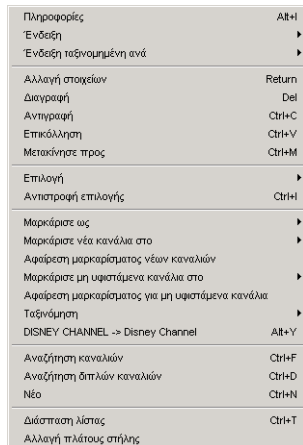 Πληροφορίες Alt+I
Ένδειξη
Ένδειξη ταξινομημένη ανά
Αλλαγή στοιχείων Return
Διαγραφή Del
Αντιγραφή Ctrl+C
Επικόλληση Ctrl+V
Μετακίνησε προς Ctrl+M
Επιλογή
Αντιστροφή επιλογής Ctrl+I
Μαρκάρισε ως
Μαρκάρισε νέα κανάλια στο
Αφαίρεση μαρκαρίσματος νέων καναλιών
Μαρκάρισε μη υφιστάμενα κανάλια στο
Αφαίρεση μαρκαρίσματος για μη υφιστάμενα κανάλια
Ταξινόμηση
DISNEY CHANNEL -> Disney Channel Alt+Y
Αναζήτηση καναλιών Ctrl+F
Αναζήτηση διπλών καναλιών Ctrl+D
Νέο Ctrl+N
Διάσπαση λίστας Ctrl+T
Αλλαγή πλάτους στήλης